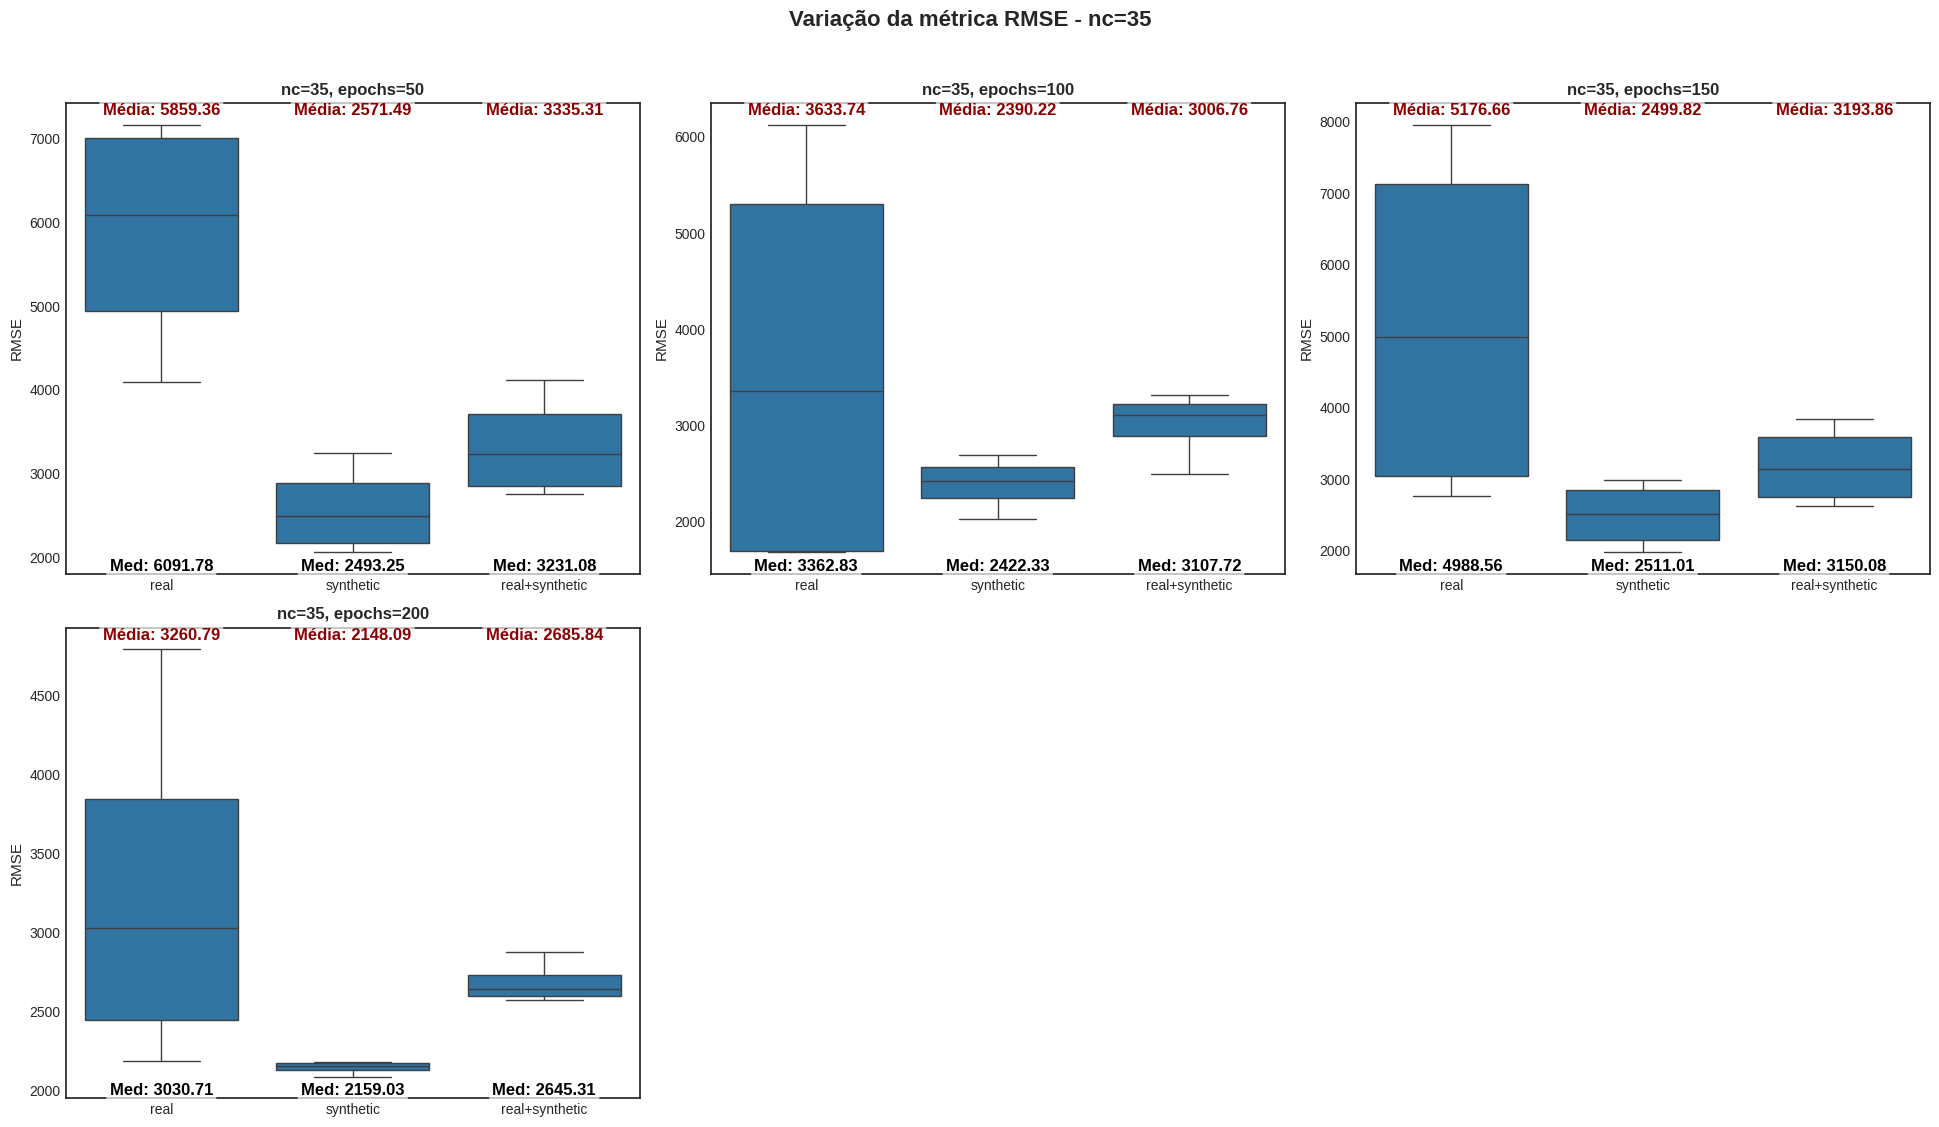 Variação da métrica RMSE - nc=35
nc=35, epochs=50
Média: 5859.36 Média: 2571.49 Média: 3335.31
7000
6000
5000
4000
3000
2000
RMSE
Med: 6091.78 Med: 2493.25 Med: 3231.08
real synthetic real+synthetic
nc=35, epochs=100
Média: 3633.74 Média: 2390.22 Média: 3006.76
6000
5000
4000
3000
2000
RMSE
Med: 3362.83 Med: 2422.33 Med: 3107.72
real synthetic real+synthetic
nc=35, epochs=150
Média: 5176.66 Média: 2499.82 Média: 3193.86
8000
7000
6000
5000
4000
3000
2000
RMSE
Med: 4988.56 Med: 2511.01 Med: 3150.08
real synthetic real+synthetic
nc=35, epochs=200
Média: 3260.79 Média: 2148.09 Média: 2685.84
4500
4000
3500
3000
2500
2000
RMSE
Med: 3030.71 Med: 2159.03 Med: 2645.31
real synthetic real+synthetic